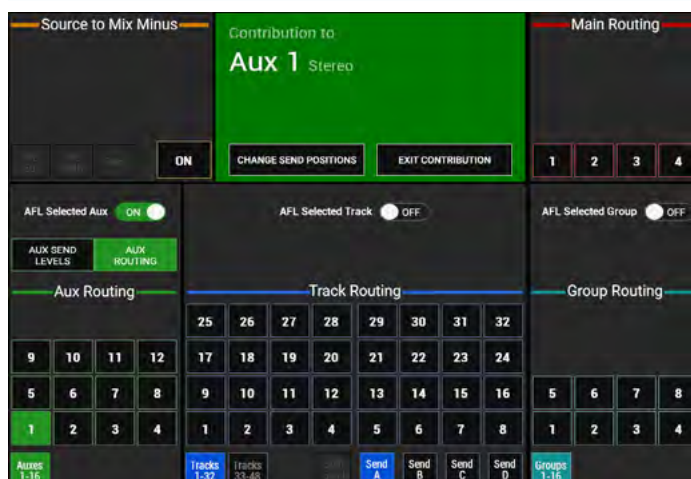 Source to Mix Minus
ON
Contribution to
Aux 1 Stereo
CHANGE SEND POSITIONS
EXIT CONTRIBUTION
Main Routing
1 2 3 4
AFL Selected Aux ON
AUX SEND
LEVELS
AUX
ROUTING
Aux Routing
9 10 11 12
5 6 7 8
1 2 3 4
Auxes
1-16
AFL Selected Track OFF
Track Routing
25 26 27 28 29 30 31 32
17 18 19 20 21 22 23 24
9 10 11 12 13 14 15 16
1 2 3 4 5 6 7 8
Tracks
1-32
Tracks
33-48
Send
A
Send
B
Send
C
Send
D
AFL Selected Group OFF
Group Routing
5 6 7 8
1 2 3 4
Groups
1-16